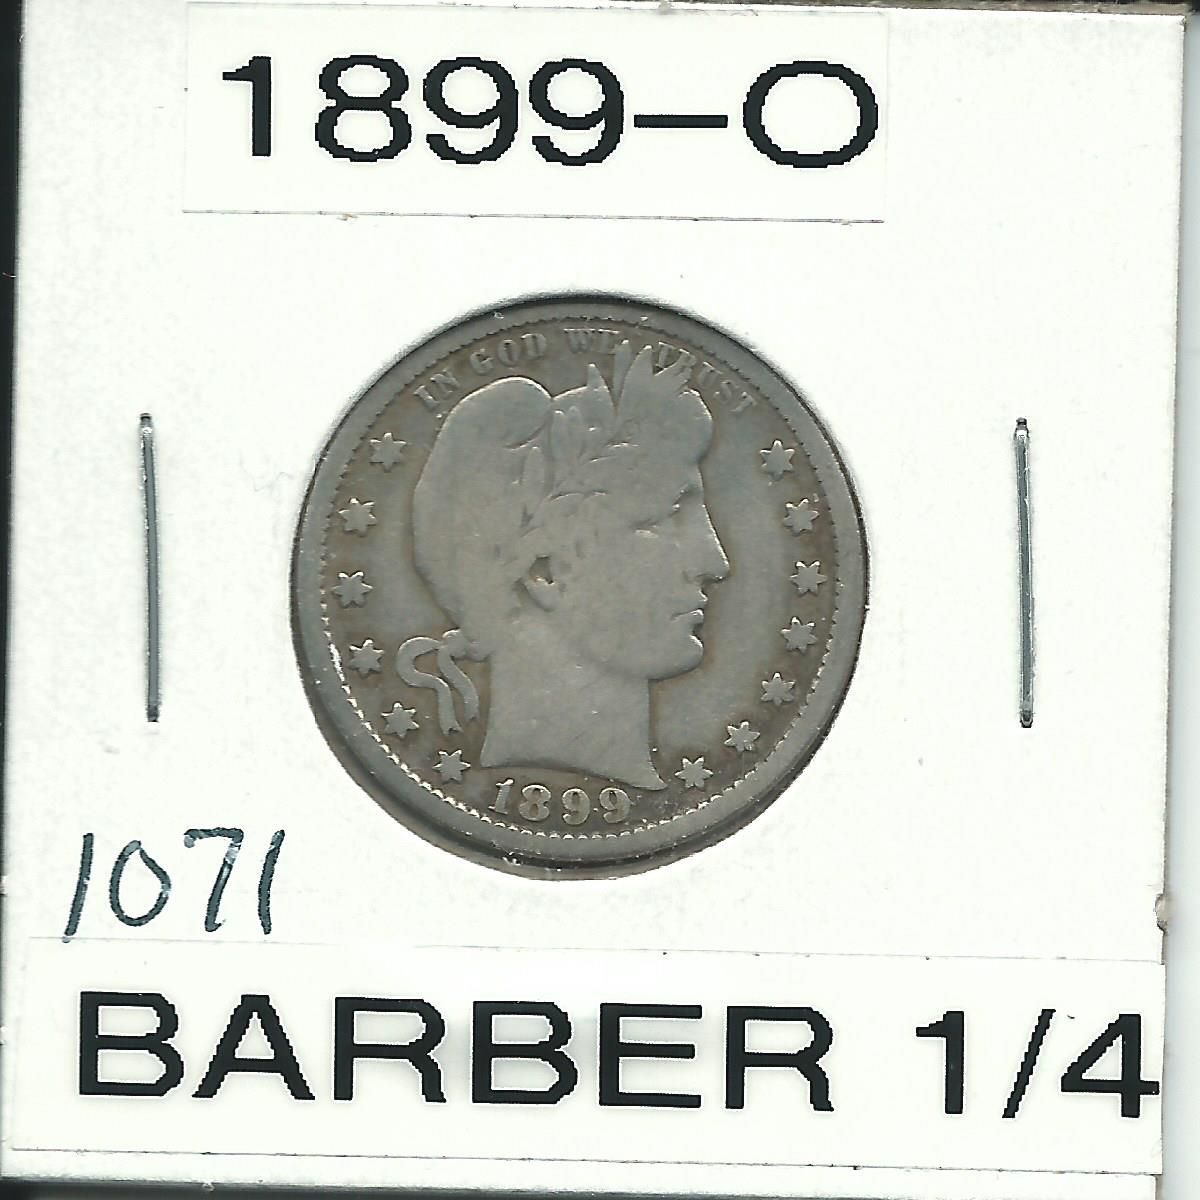 1899-O
IN GOD WE TRUST
1899
1071
BARBER 1/4